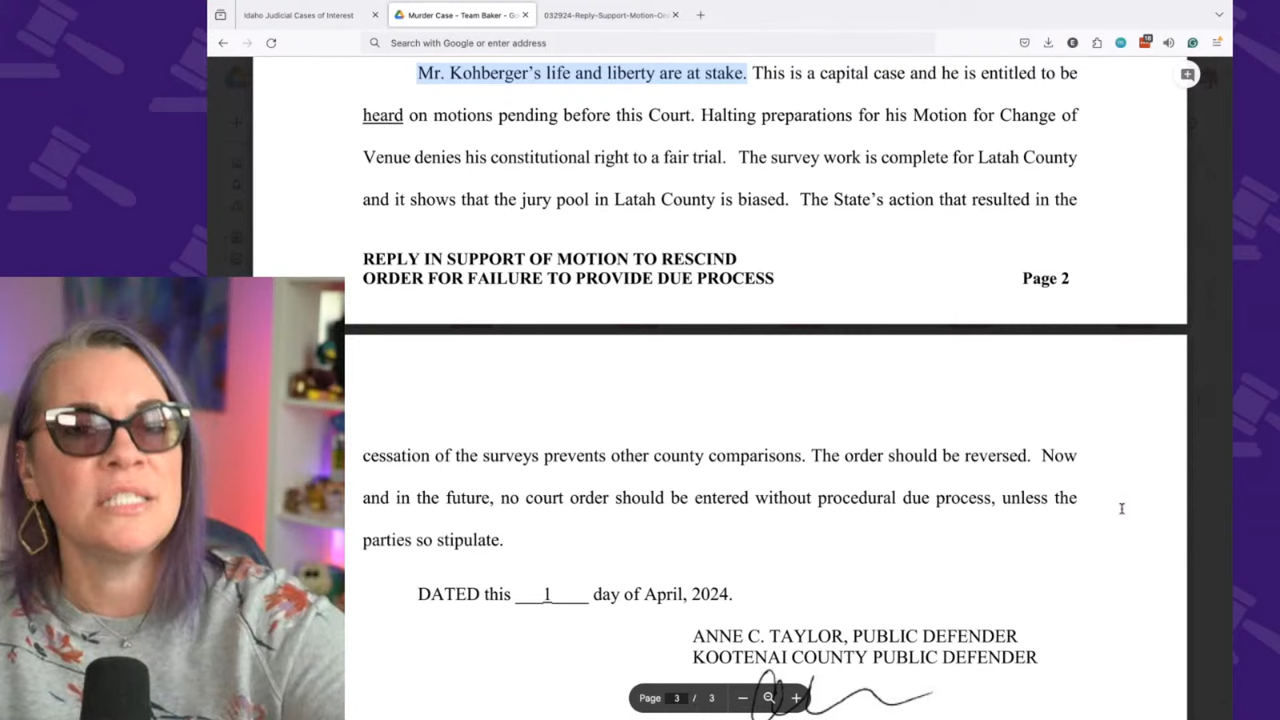 Idaho Judicial Cases of Interest
Murder Case - Team Baker - Go
032924-Reply-Support-Motion-Or
Search with Google or enter address
18
Mr. Kohberger’s life and liberty are at stake. This is a capital case and he is entitled to be
heard on motions pending before this Court. Halting preparations for his Motion for Change of
Venue denies his constitutional right to a fair trial. The survey work is complete for Latah County
and it shows that the jury pool in Latah County is biased. The State’s action that resulted in the
REPLY IN SUPPORT OF MOTION TO RESCIND
ORDER FOR FAILURE TO PROVIDE DUE PROCESS Page 2
cessation of the surveys prevents other county comparisons. The order should be reversed. Now
and in the future, no court order should be entered without procedural due process, unless the
parties so stipulate.
DATED this ___1____ day of April, 2024.
ANNE C. TAYLOR, PUBLIC DEFENDER
KOOTENAI COUNTY PUBLIC DEFENDER
Page 3 / 3